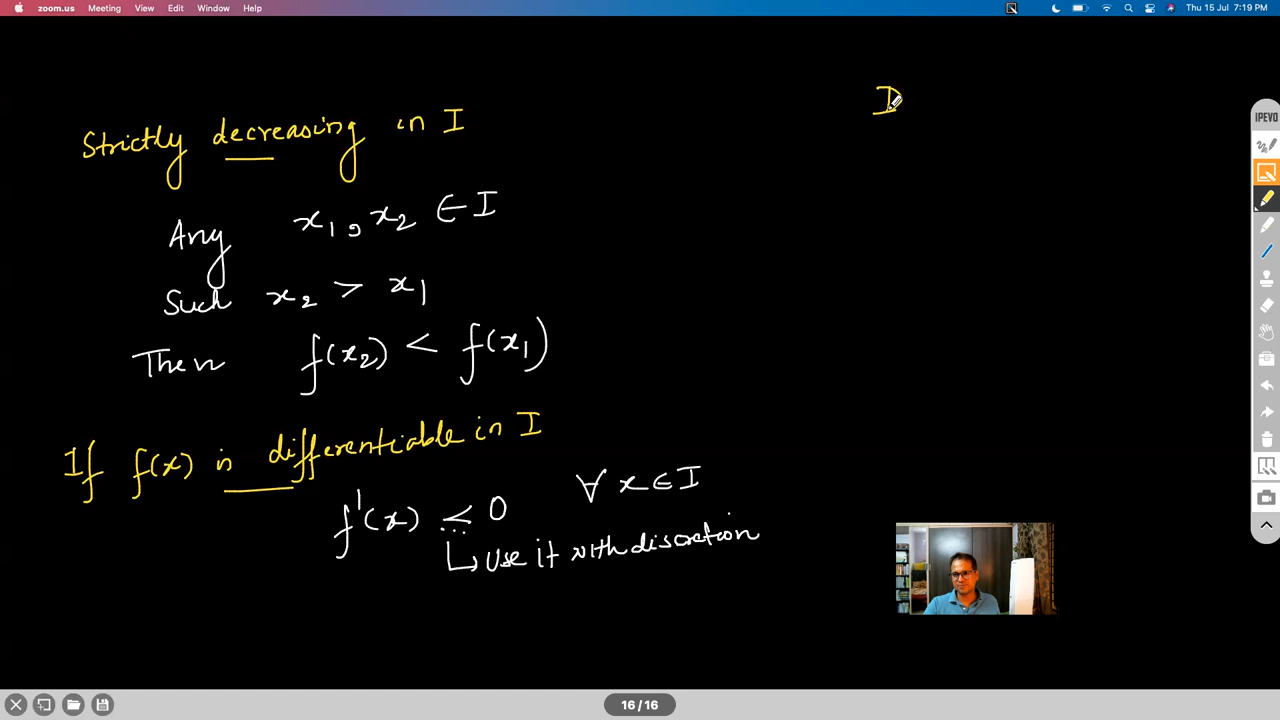 zoom.us Meeting View Edit Window Help
Thu 15 Jul 7:19 PM
Strictly decreasing in I
Any x₁, x₂ ∈ I
Such x₂ > x₁
Then f(x₂) < f(x₁)
If f(x) is differentiable in I
f'(x) ≤ 0 ∀ x ∈ I
↳ Use it with discretion
D
IPEVO
16/16